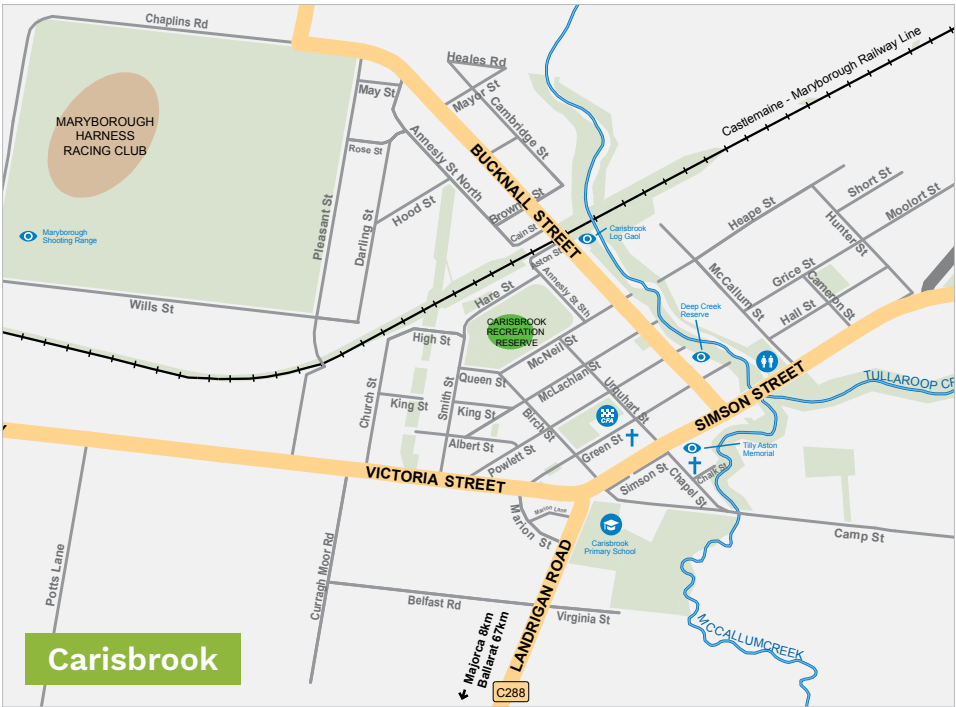 Chaplins Rd
Heales Rd
May St
Mayor St
Cambridge St
Castlemaine - Maryborough Railway Line
MARYBOROUGH
HARNESS
RACING CLUB
Rose St
Annesly St North
BUCKNALL STREET
Short St
Moolort St
Hood St
Brown St
Heape St
Hunter St
Pleasant St
Darling St
Maryborough
Shooting Range
Cain St
Carisbrook
Log Gaol
Aston St
McCallum St
Grice St
Cameron St
Hall St
Hare St
Annesly St Sth
Wills St
Deep Creek
Reserve
CARISBROOK
RECREATION
RESERVE
High St
McNeil St
McLachlan St
Urquhart St
SIMSON STREET
TULLAROOP CR
Queen St
Church St
King St
Smith St
King St
Birch St
CFA
Albert St
Green St
Powlett St
Tilly Aston
Memorial
Simson St
Chapel St
Chalk St
Y
VICTORIA STREET
Marion Lane
Marion St
Camp St
Carisbrook
Primary School
Potts Lane
Curragh Moor Rd
LANDRIGAN ROAD
Belfast Rd
Virginia St
MCCALLUMCREEK
Majorca 8km
Ballarat 67km
Carisbrook
C288